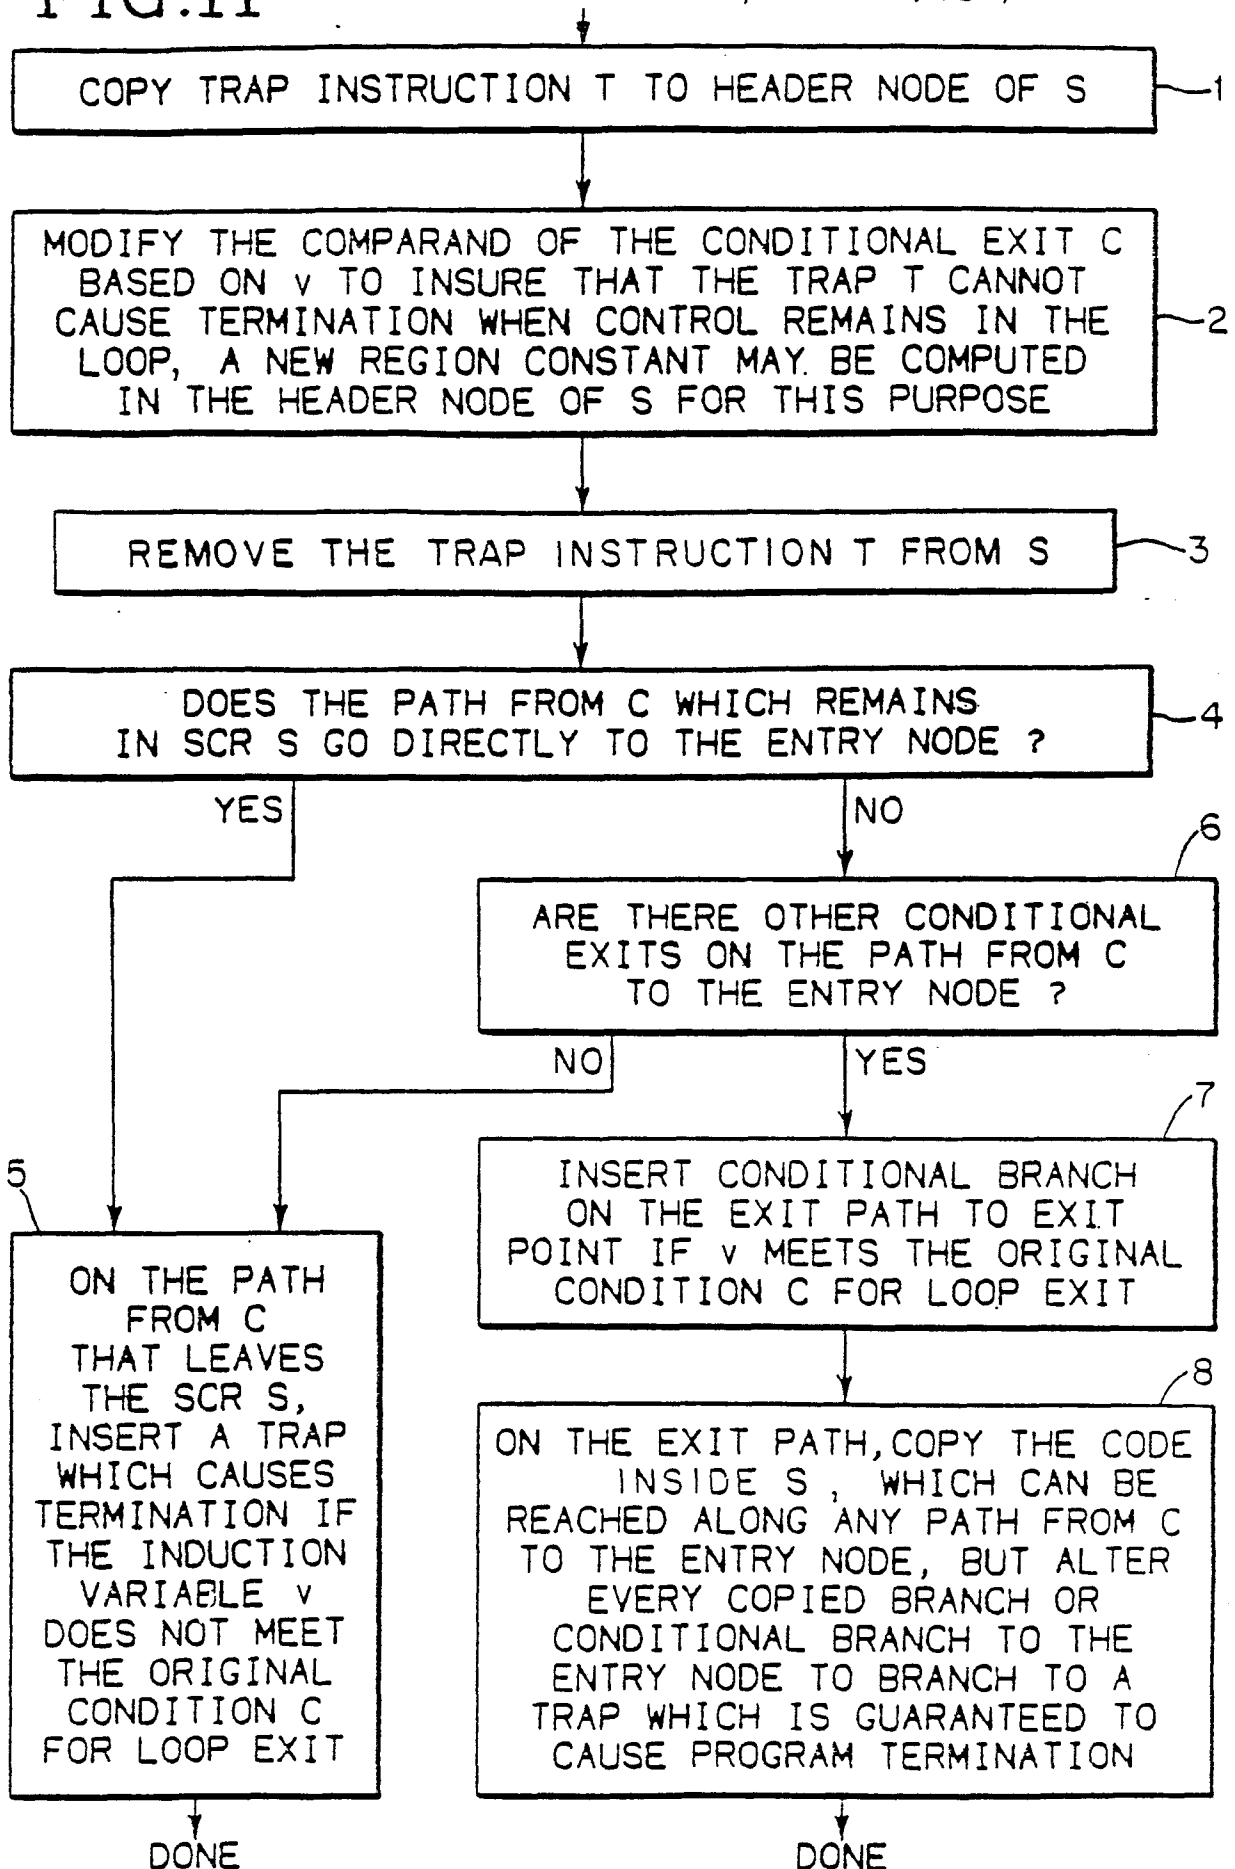 FIG.11
COPY TRAP INSTRUCTION T TO HEADER NODE OF S
1
MODIFY THE COMPARAND OF THE CONDITIONAL EXIT C
BASED ON v TO INSURE THAT THE TRAP T CANNOT
CAUSE TERMINATION WHEN CONTROL REMAINS IN THE
LOOP, A NEW REGION CONSTANT MAY BE COMPUTED
IN THE HEADER NODE OF S FOR THIS PURPOSE
2
REMOVE THE TRAP INSTRUCTION T FROM S
3
DOES THE PATH FROM C WHICH REMAINS
IN SCR S GO DIRECTLY TO THE ENTRY NODE ?
4
YES
NO
6
ARE THERE OTHER CONDITIONAL
EXITS ON THE PATH FROM C
TO THE ENTRY NODE ?
NO
YES
7
INSERT CONDITIONAL BRANCH
ON THE EXIT PATH TO EXIT
POINT IF v MEETS THE ORIGINAL
CONDITION C FOR LOOP EXIT
5
ON THE PATH
FROM C
THAT LEAVES
THE SCR S,
INSERT A TRAP
WHICH CAUSES
TERMINATION IF
THE INDUCTION
VARIABLE v
DOES NOT MEET
THE ORIGINAL
CONDITION C
FOR LOOP EXIT
8
ON THE EXIT PATH, COPY THE CODE
INSIDE S, WHICH CAN BE
REACHED ALONG ANY PATH FROM C
TO THE ENTRY NODE, BUT ALTER
EVERY COPIED BRANCH OR
CONDITIONAL BRANCH TO THE
ENTRY NODE TO BRANCH TO A
TRAP WHICH IS GUARANTEED TO
CAUSE PROGRAM TERMINATION
DONE
DONE